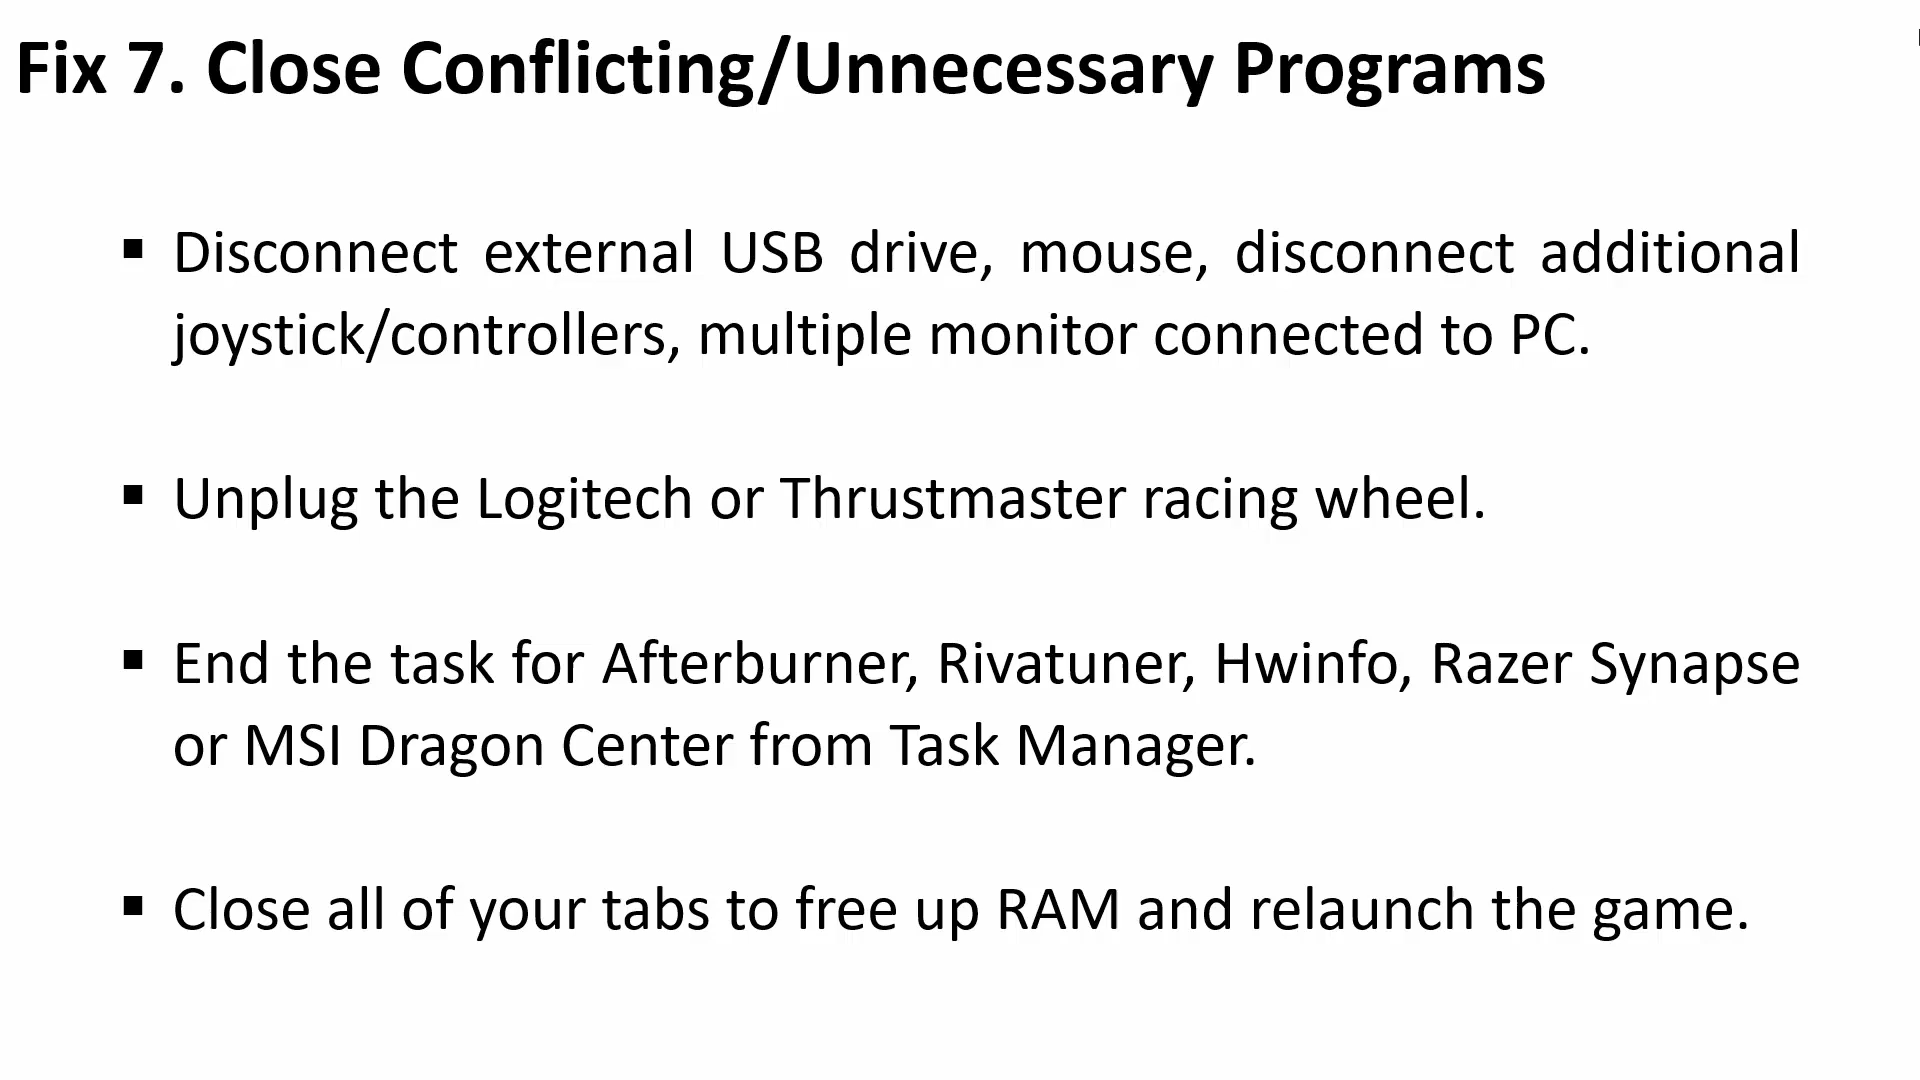 Fix 7. Close Conflicting/Unnecessary Programs
▪ Disconnect external USB drive, mouse, disconnect additional
joystick/controllers, multiple monitor connected to PC.
▪ Unplug the Logitech or Thrustmaster racing wheel.
▪ End the task for Afterburner, Rivatuner, Hwinfo, Razer Synapse
or MSI Dragon Center from Task Manager.
▪ Close all of your tabs to free up RAM and relaunch the game.